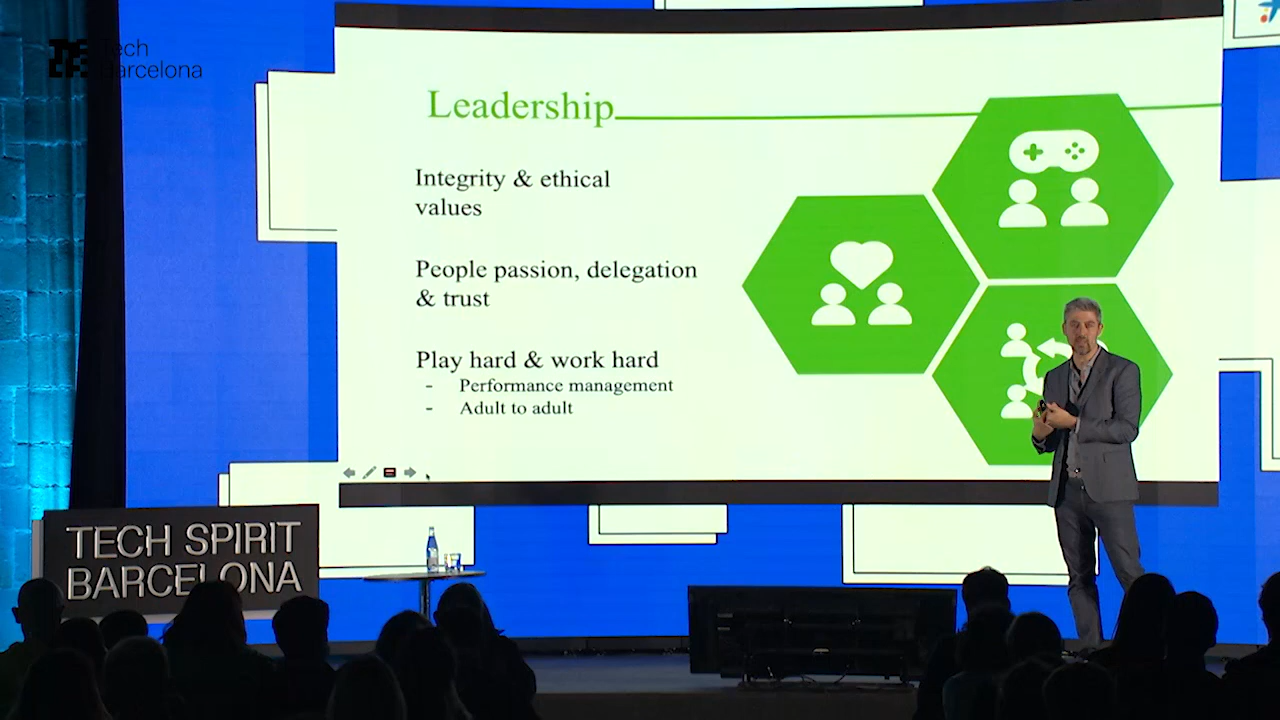 Tech
Barcelona
Leadership
Integrity & ethical
values
People passion, delegation
& trust
Play hard & work hard
- Performance management
- Adult to adult
TECH SPIRIT
BARCELONA